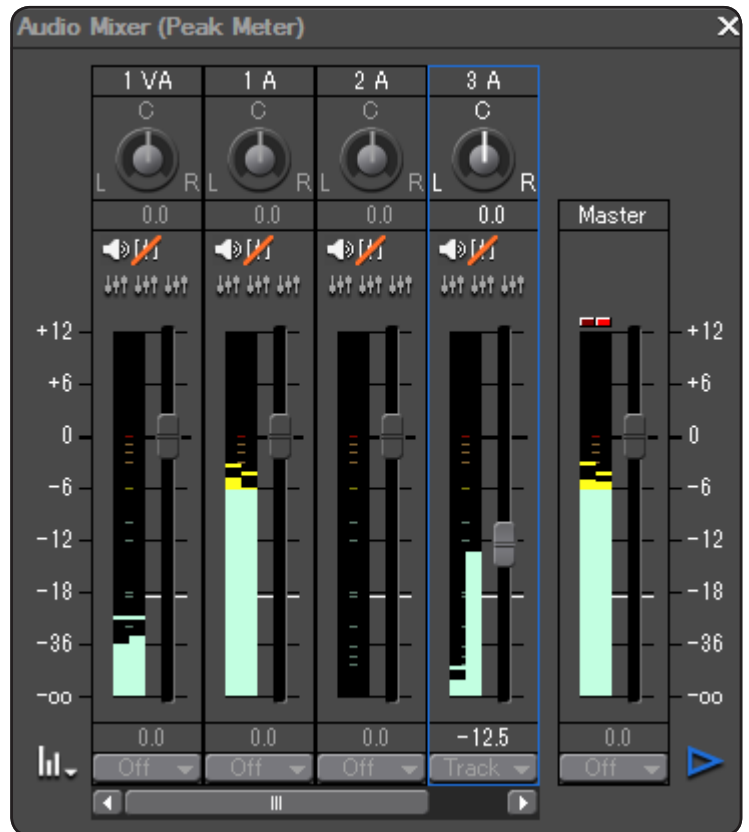 Audio Mixer (Peak Meter)
1 VA 1 A 2 A 3 A
C C C C
L R L R L R L R
0.0 0.0 0.0 0.0 Master
+12 +12
+6 +6
0 0
-6 -6
-12 -12
-18 -18
-36 -36
-∞ -∞
0.0 0.0 0.0 -12.5 0.0
Off Off Off Track Off